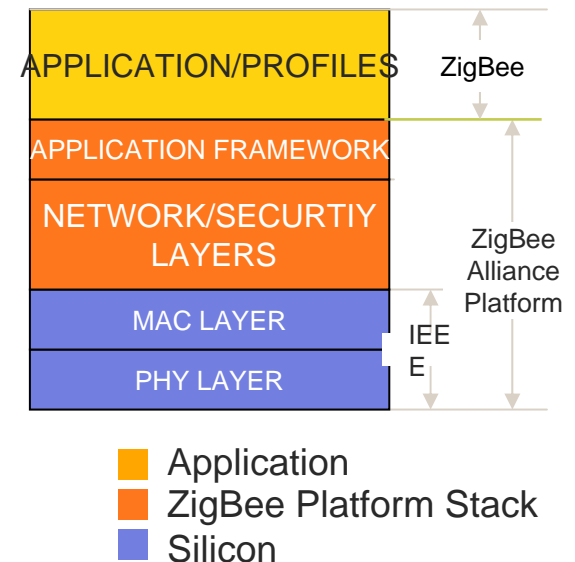 APPLICATION/PROFILES
ZigBee
APPLICATION FRAMEWORK
NETWORK/SECURTIY
LAYERS
ZigBee
Alliance
Platform
MAC LAYER
IEE
E
PHY LAYER
Application
ZigBee Platform Stack
Silicon